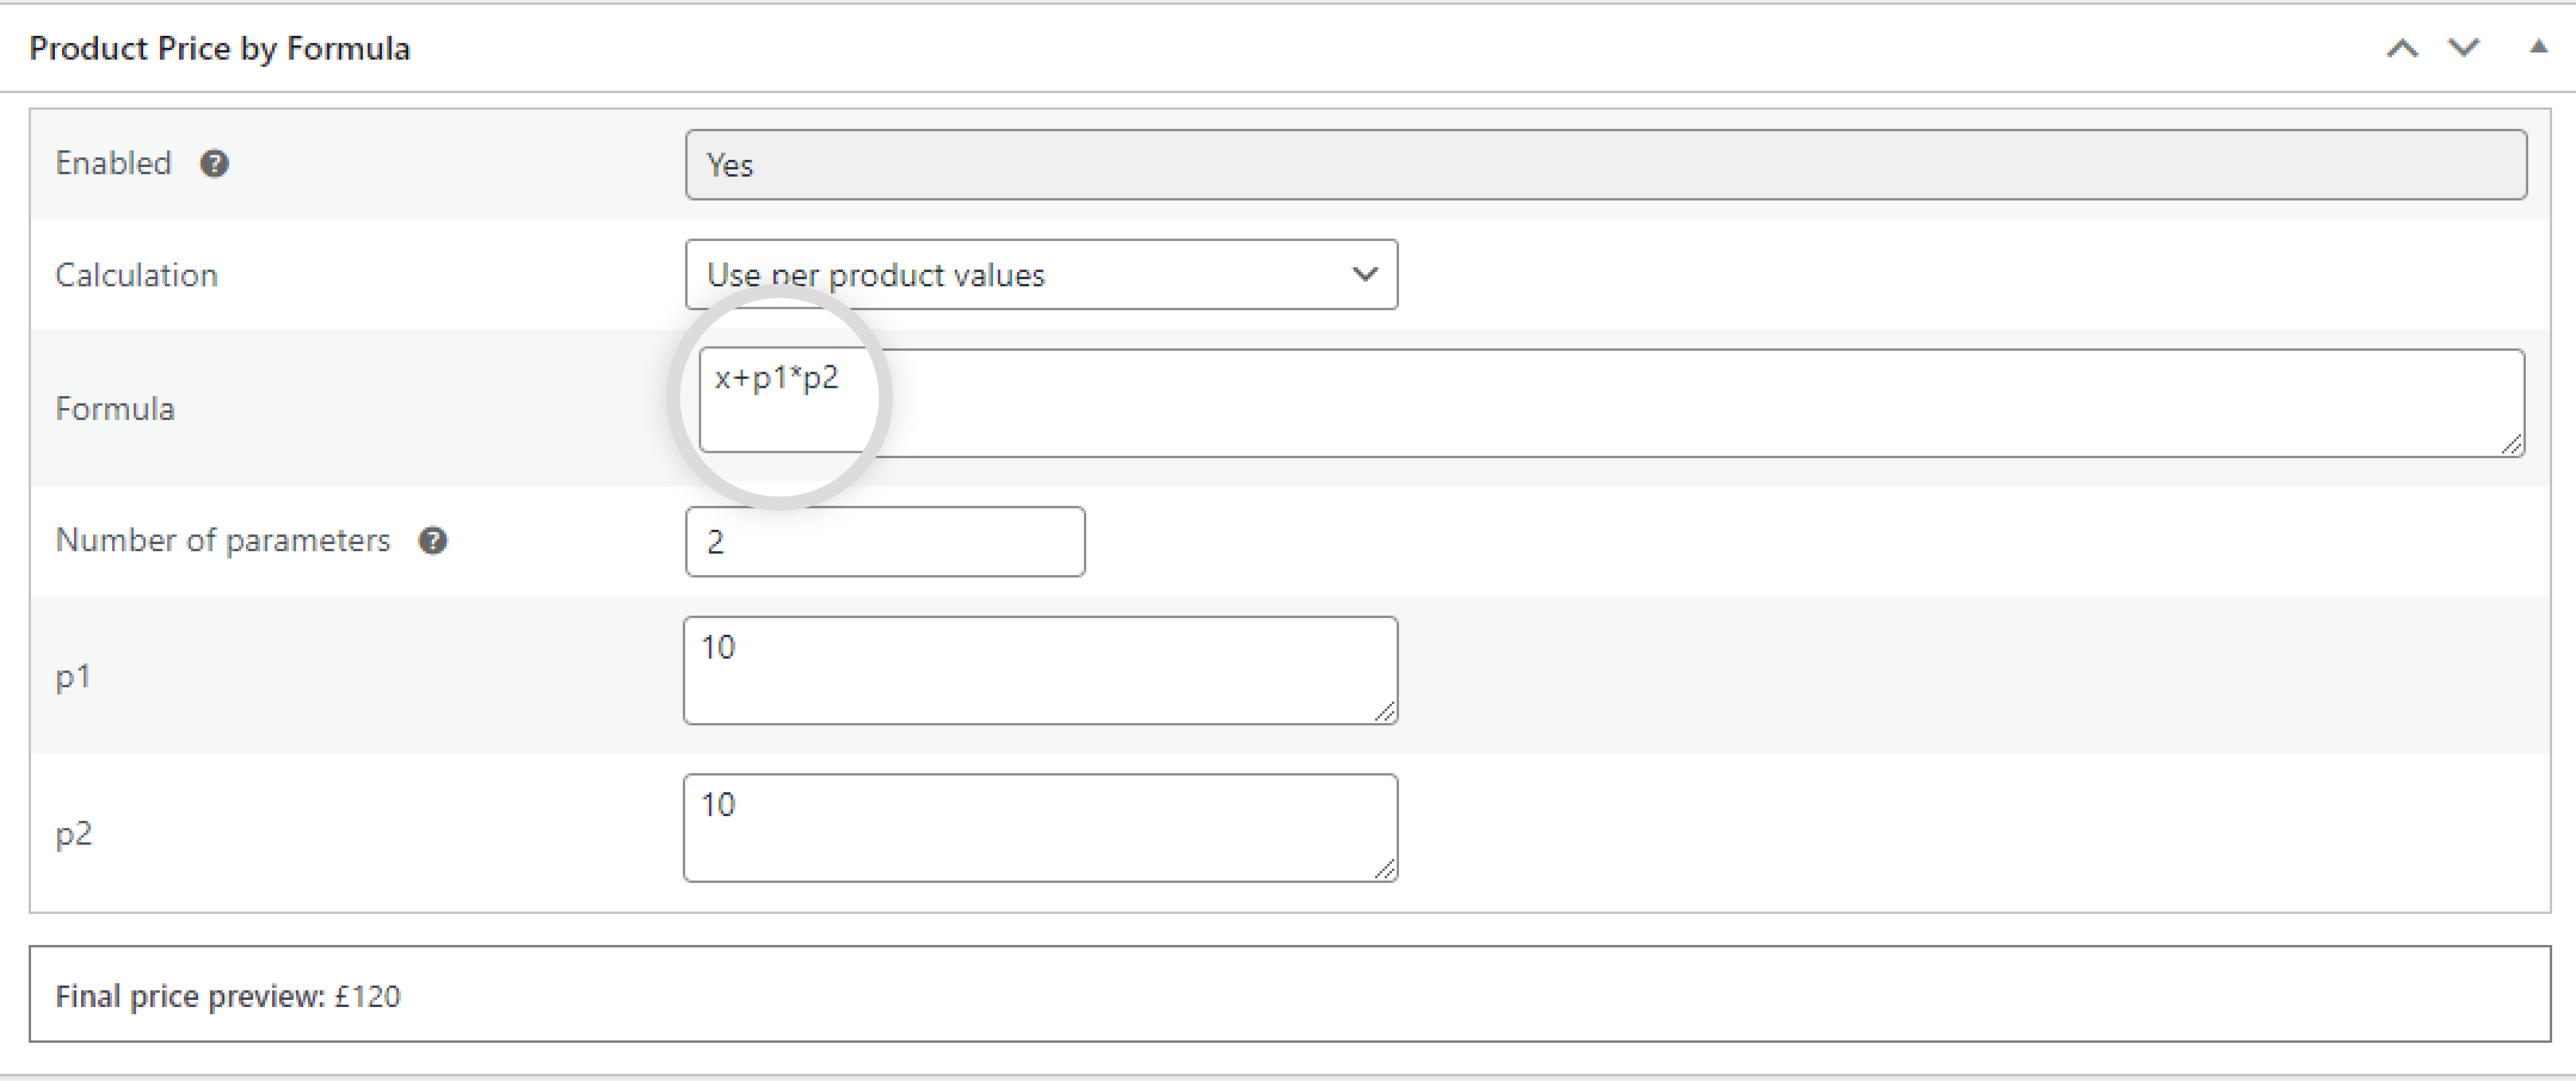 Product Price by Formula
Enabled ?
Yes
Calculation
Use per product values
Formula
x+p1*p2
Number of parameters ?
2
p1
10
p2
10
Final price preview: £120